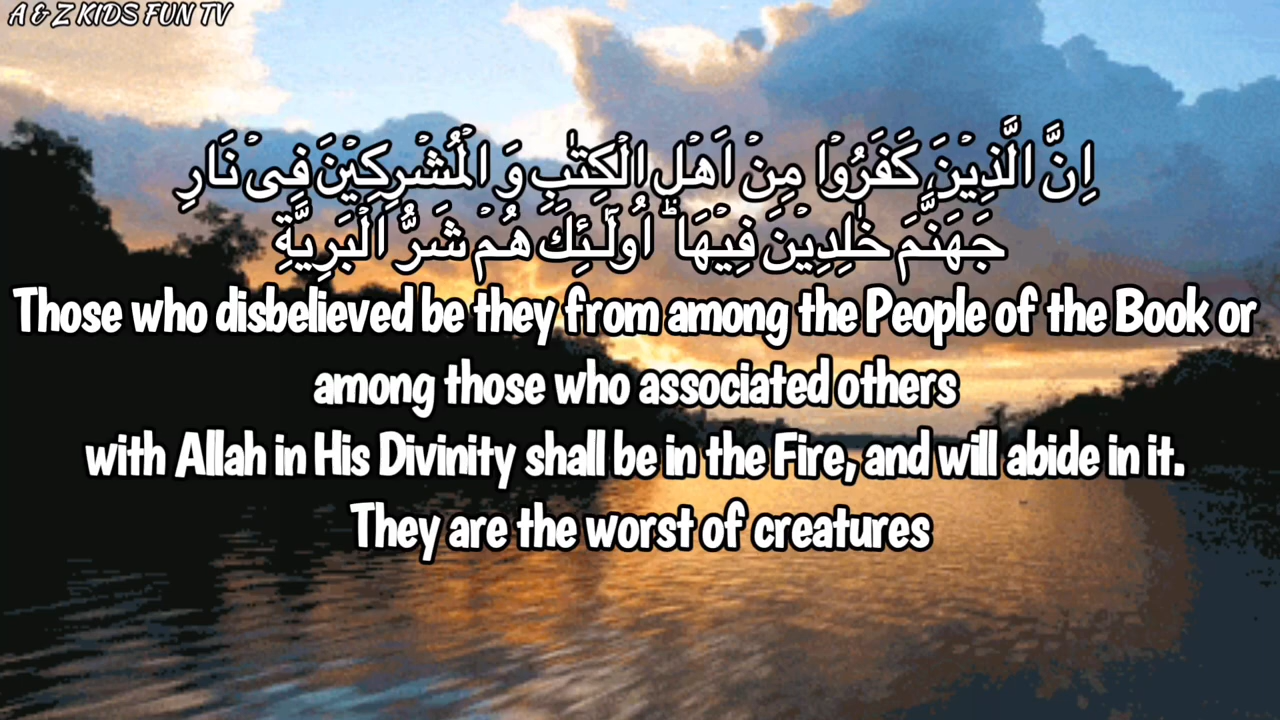 A & Z KIDS FUN TV
اِنَّ الَّذِيۡنَ كَفَرُوۡا مِنۡ اَهۡلِ الۡكِتٰبِ وَ الۡمُشۡرِكِيۡنَ فِىۡ نَارِ
جَهَنَّمَ خٰلِدِيۡنَ فِيۡهَا ؕ اُولٰٓـئِكَ هُمۡ شَرُّ الۡبَرِيَّةِ
Those who disbelieved be they from among the People of the Book or
among those who associated others
with Allah in His Divinity shall be in the Fire, and will abide in it.
They are the worst of creatures